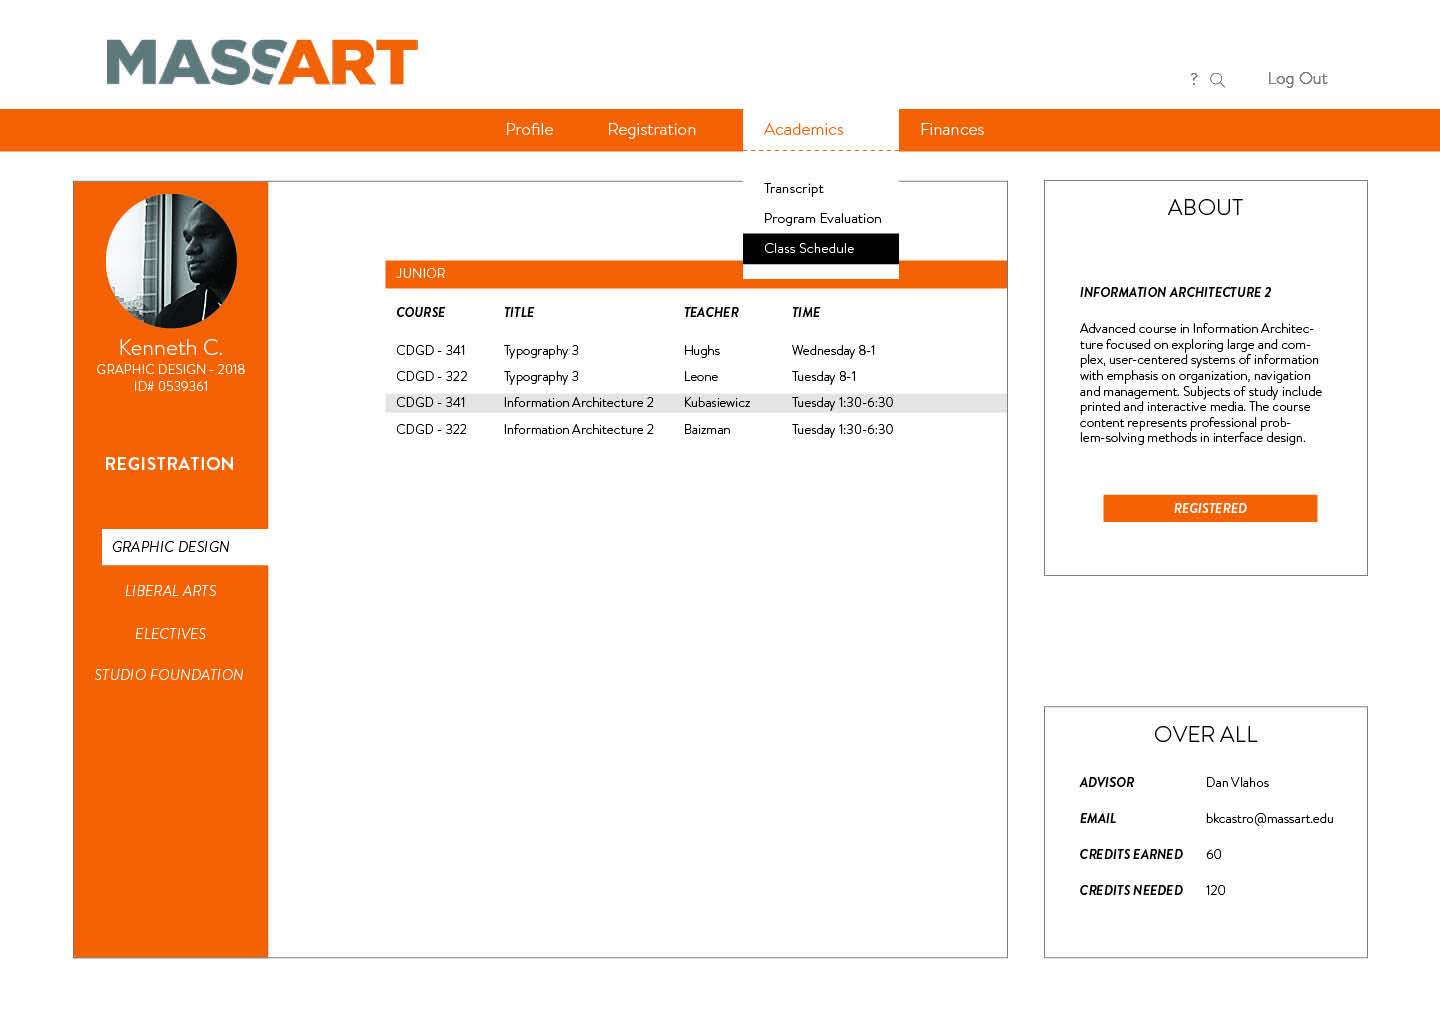 MASSART
? Log Out
Profile Registration Academics Finances
Transcript
Program Evaluation
Class Schedule
Kenneth C.
GRAPHIC DESIGN - 2018
ID# 0539361
REGISTRATION
GRAPHIC DESIGN
LIBERAL ARTS
ELECTIVES
STUDIO FOUNDATION
JUNIOR
COURSE TITLE TEACHER TIME
CDGD - 341 Typography 3 Hughs Wednesday 8-1
CDGD - 322 Typography 3 Leone Tuesday 8-1
CDGD - 341 Information Architecture 2 Kubasiewicz Tuesday 1:30-6:30
CDGD - 322 Information Architecture 2 Baizman Tuesday 1:30-6:30
ABOUT
INFORMATION ARCHITECTURE 2
Advanced course in Information Architec-
ture focused on exploring large and com-
plex, user-centered systems of information
with emphasis on organization, navigation
and management. Subjects of study include
printed and interactive media. The course
content represents professional prob-
lem-solving methods in interface design.
REGISTERED
OVER ALL
ADVISOR Dan Vlahos
EMAIL bkcastro@massart.edu
CREDITS EARNED 60
CREDITS NEEDED 120